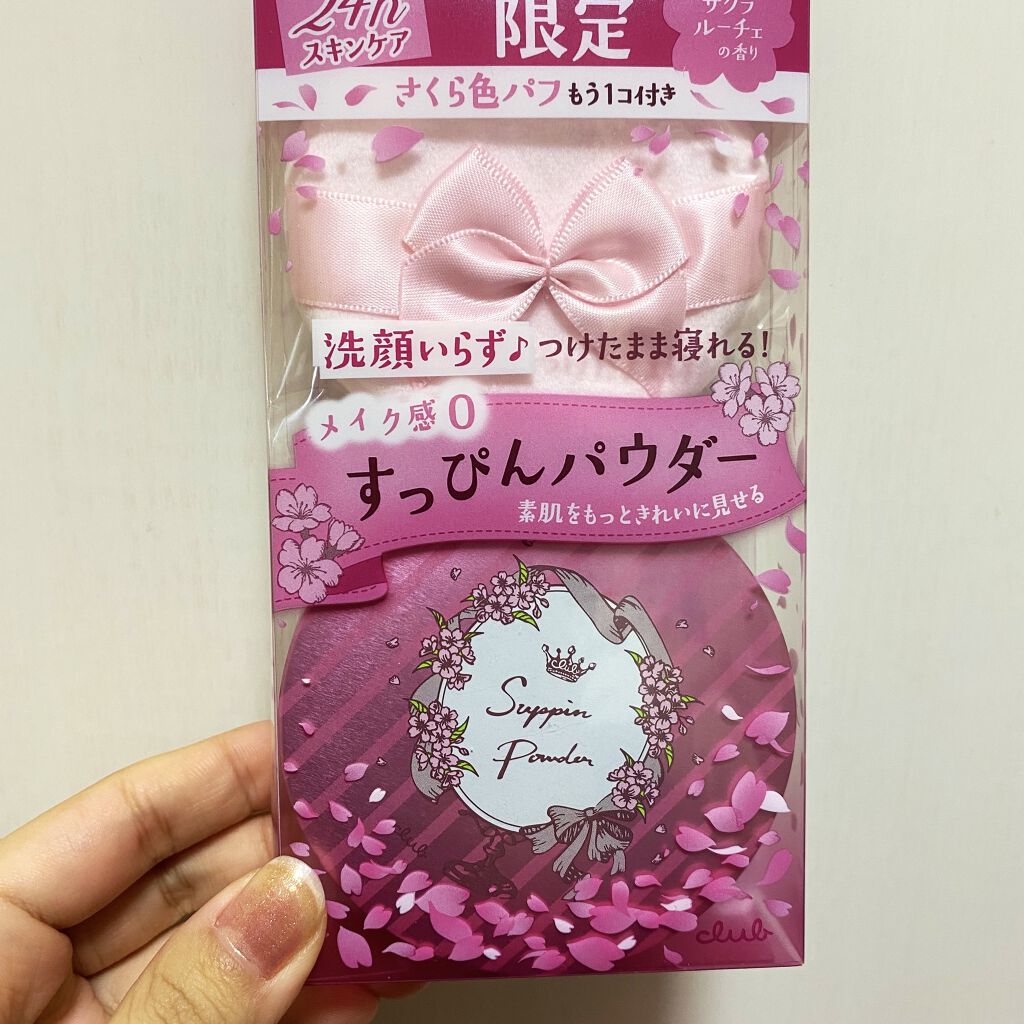 24h
スキンケア
限定
サクラ
ルーチェ
の香り
さくら色パフもう1コ付き
洗顔いらず♪つけたまま寝れる!
メイク感0
すっぴんパウダー
素肌をもっときれいに見せる
club
Suppin
Powder
club
club